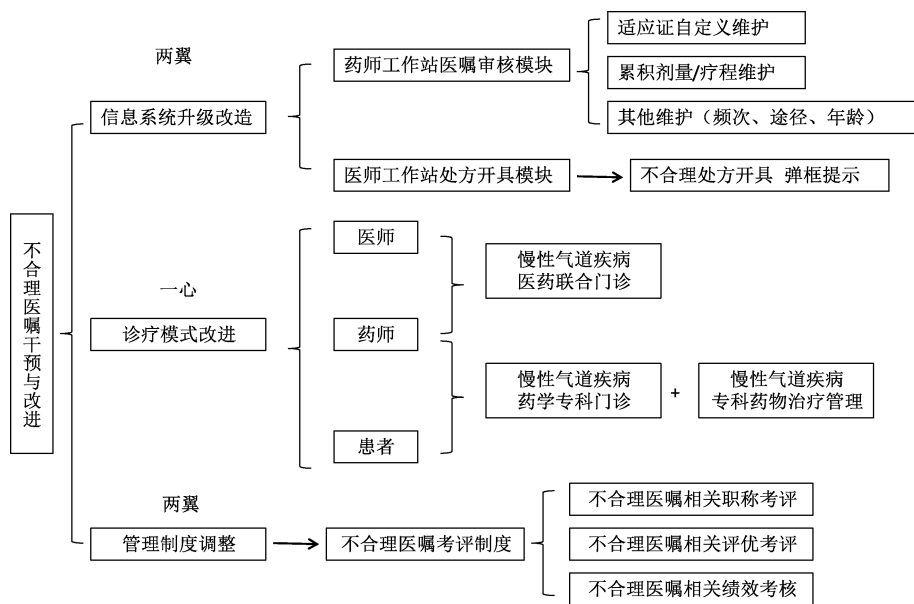 不合理医嘱干预与改进
两翼
信息系统升级改造
药师工作站医嘱审核模块
适应证自定义维护
累积剂量/疗程维护
其他维护（频次、途径、年龄）
医师工作站处方开具模块
不合理处方开具 弹框提示
一心
诊疗模式改进
医师
药师
患者
慢性气道疾病
医药联合门诊
慢性气道疾病
药学专科门诊
+
慢性气道疾病
专科药物治疗管理
两翼
管理制度调整
不合理医嘱考评制度
不合理医嘱相关职称考评
不合理医嘱相关评优考评
不合理医嘱相关绩效考核